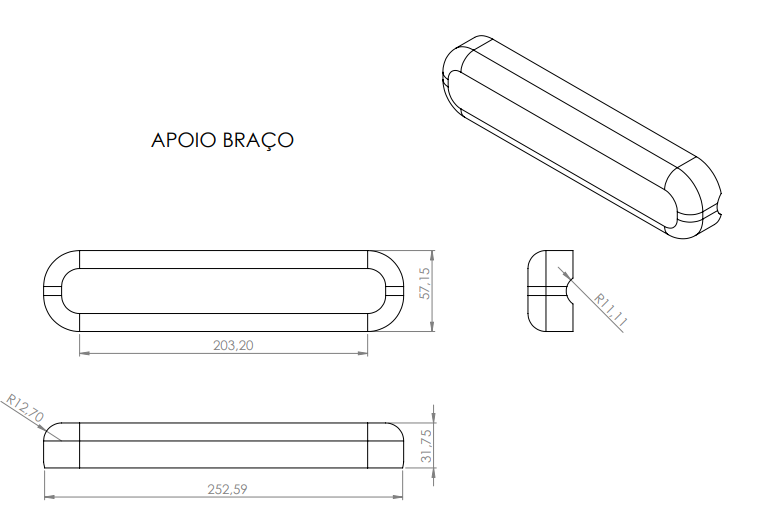 APOIO BRAÇO
57,15
R11,11
203,20
R12,70
31,75
252,59